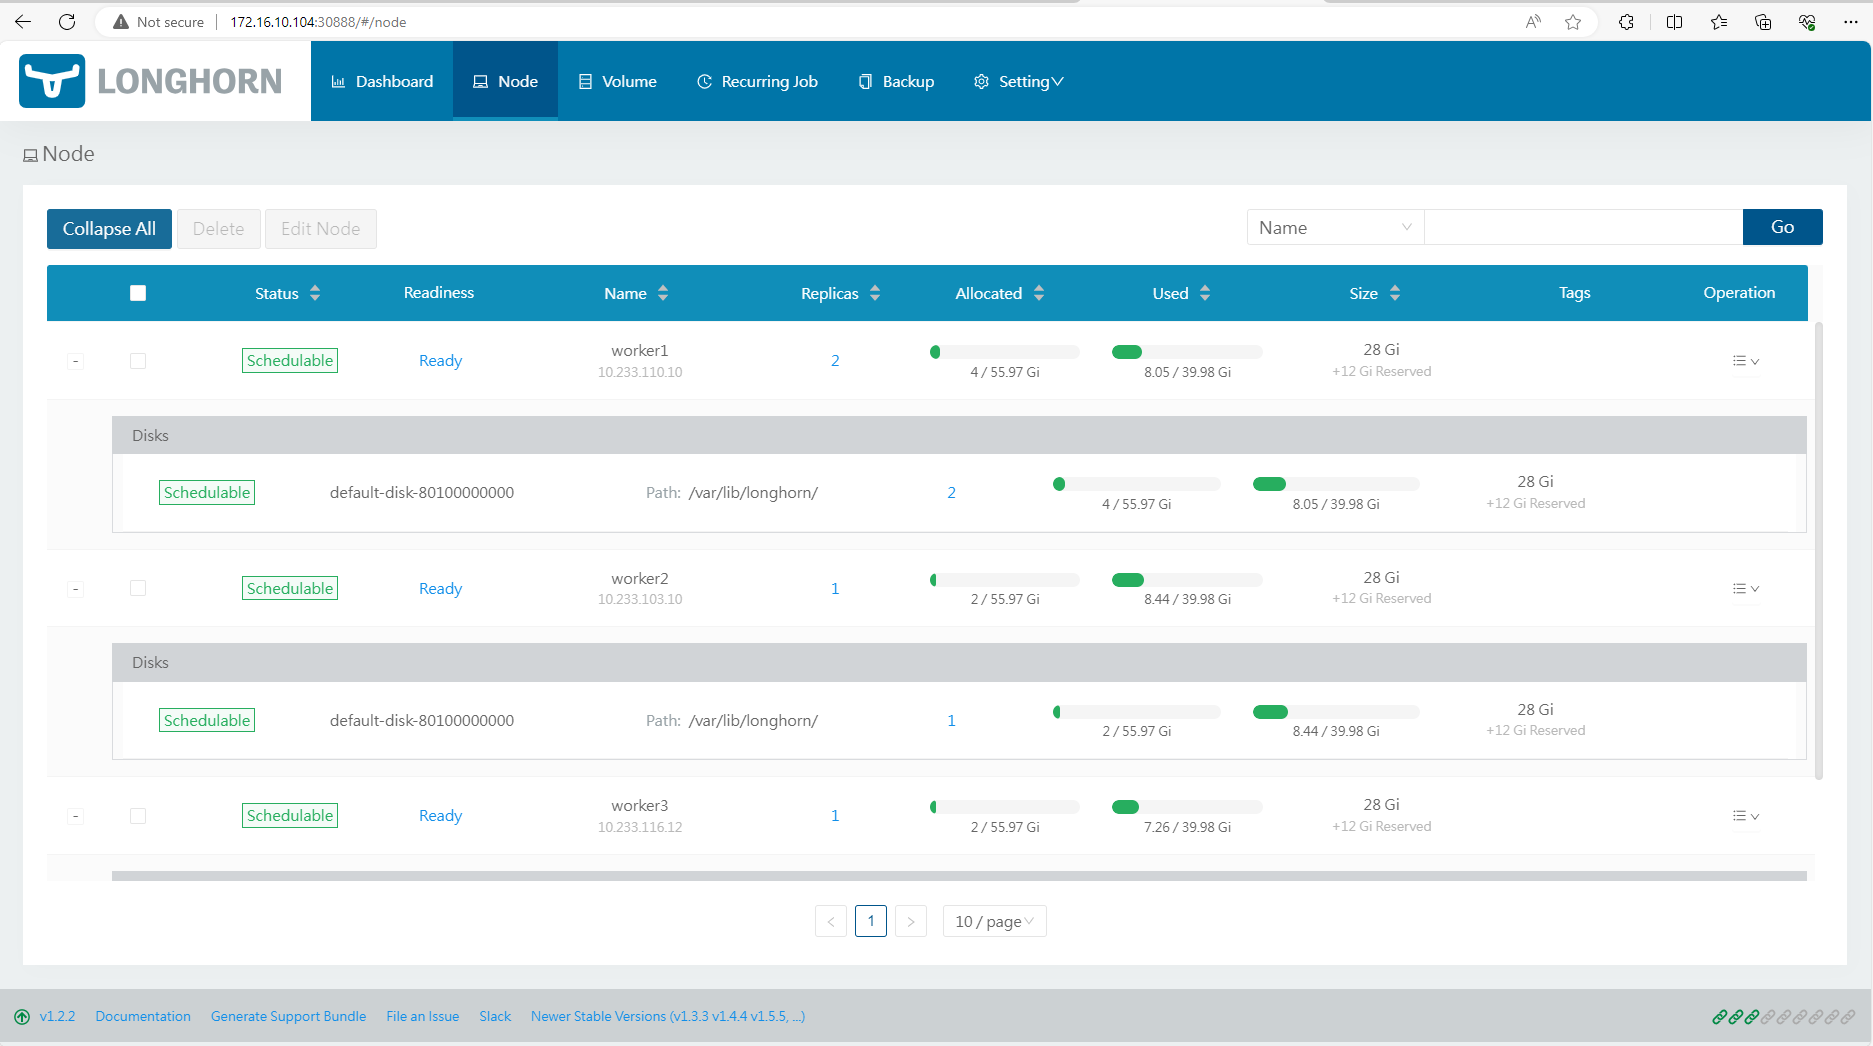 Not secure 172.16.10.104:30888/#/node
LONGHORN
Dashboard Node Volume Recurring Job Backup Setting
Node
Collapse All Delete Edit Node Name Go
Status Readiness Name Replicas Allocated Used Size Tags Operation
- Schedulable Ready worker1 2 4 / 55.97 Gi 8.05 / 39.98 Gi 28 Gi
10.233.110.10 +12 Gi Reserved
Disks
Schedulable default-disk-80100000000 Path: /var/lib/longhorn/ 2 4 / 55.97 Gi 8.05 / 39.98 Gi 28 Gi
+12 Gi Reserved
- Schedulable Ready worker2 1 2 / 55.97 Gi 8.44 / 39.98 Gi 28 Gi
10.233.103.10 +12 Gi Reserved
Disks
Schedulable default-disk-80100000000 Path: /var/lib/longhorn/ 1 2 / 55.97 Gi 8.44 / 39.98 Gi 28 Gi
+12 Gi Reserved
- Schedulable Ready worker3 1 2 / 55.97 Gi 7.26 / 39.98 Gi 28 Gi
10.233.116.12 +12 Gi Reserved
< 1 > 10 / page
v1.2.2 Documentation Generate Support Bundle File an Issue Slack Newer Stable Versions (v1.3.3 v1.4.4 v1.5.5, ...)